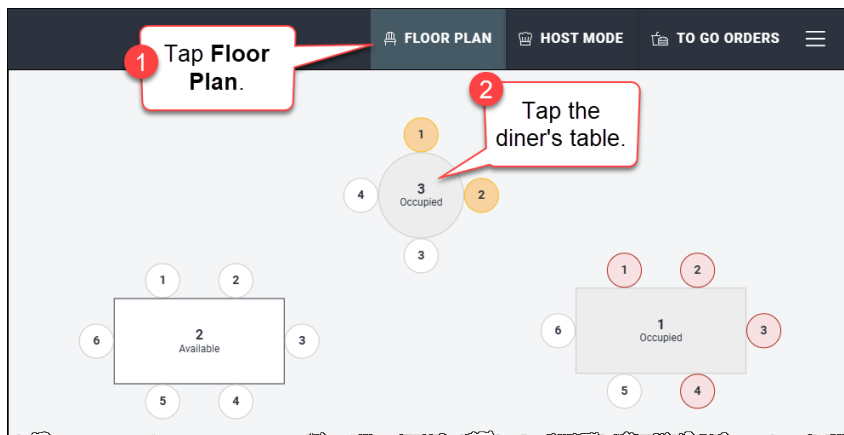 FLOOR PLAN
HOST MODE
TO GO ORDERS
1
Tap Floor
Plan.
2
Tap the
diner's table.
1
4
3
Occupied
2
3
1
2
6
2
Available
3
5
4
1
2
6
1
Occupied
3
5
4